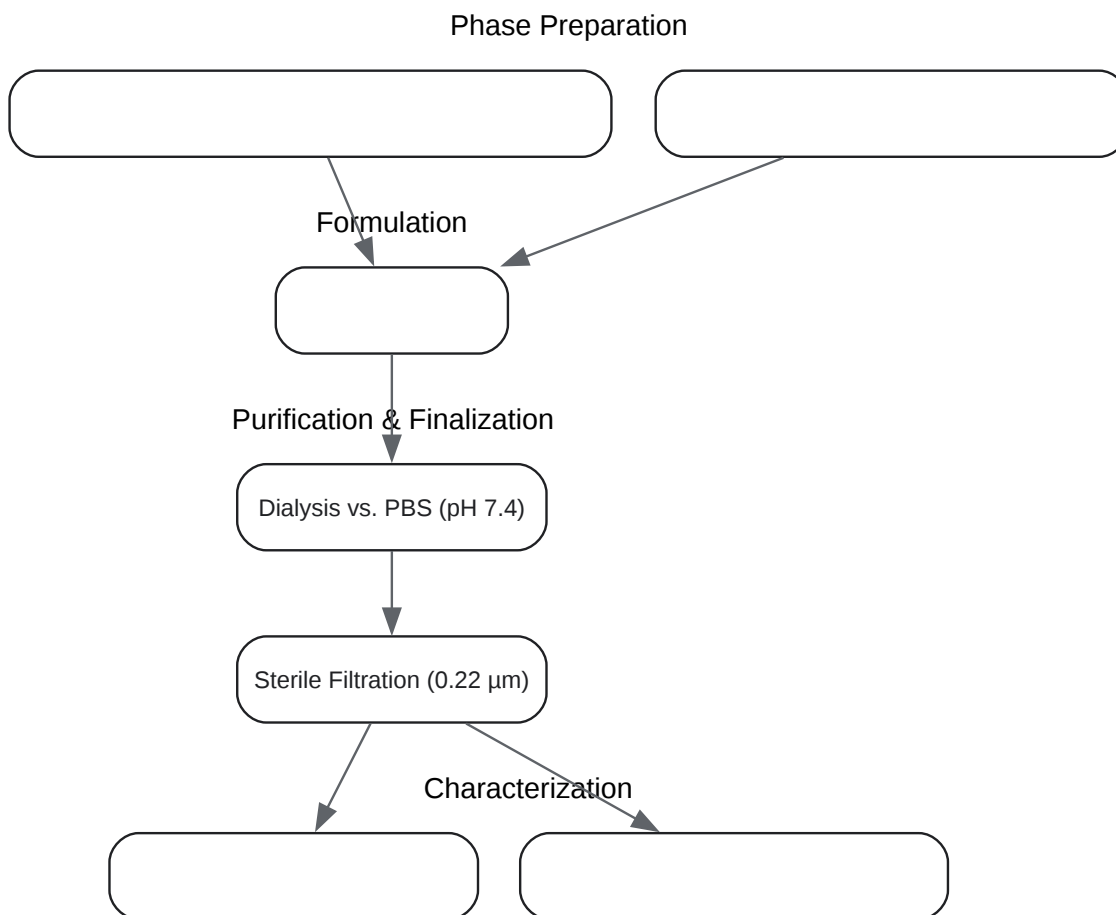 Phase Preparation
Formulation
Purification & Finalization
Dialysis vs. PBS (pH 7.4)
Sterile Filtration (0.22 µm)
Characterization